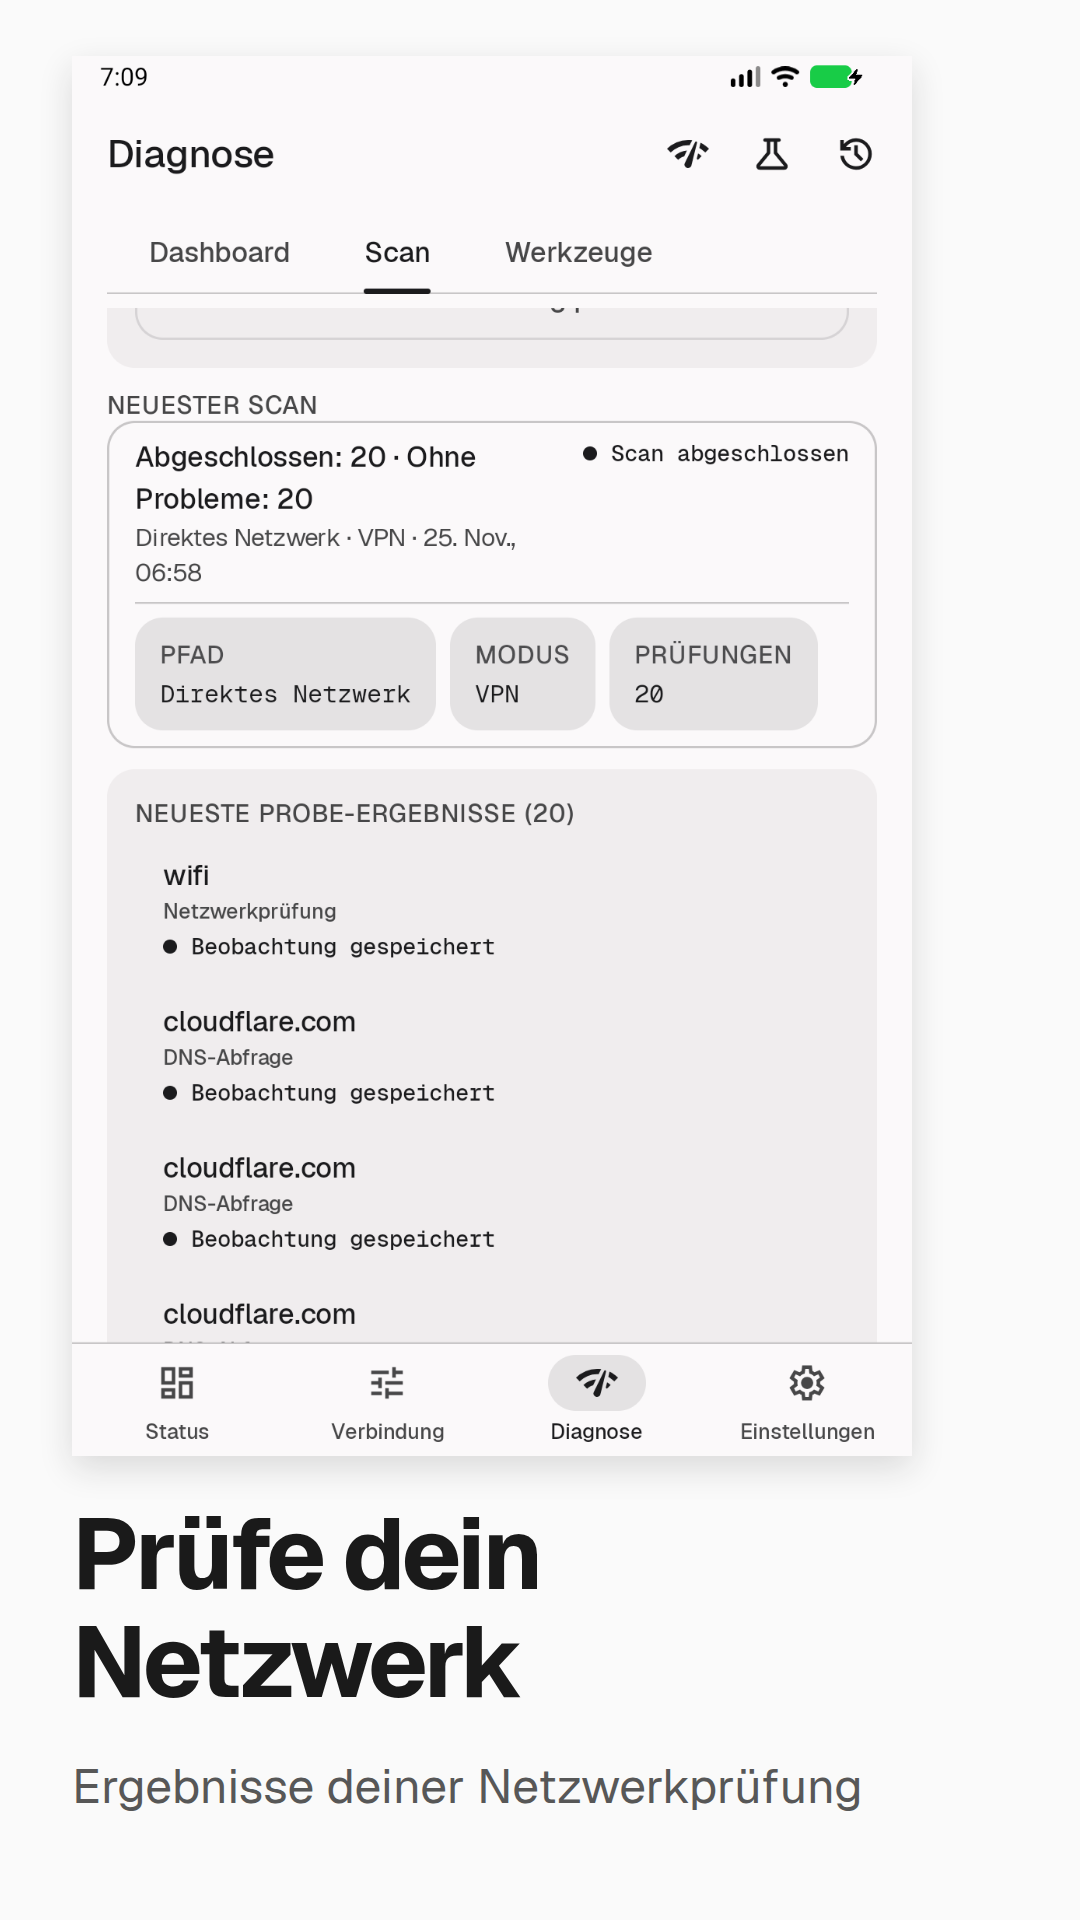 7:09
Diagnose
Dashboard
Scan
Werkzeuge
NEUESTER SCAN
Abgeschlossen: 20 · Ohne
Probleme: 20
Scan abgeschlossen
Direktes Netzwerk · VPN · 25. Nov.,
06:58
PFAD
Direktes Netzwerk
MODUS
VPN
PRÜFUNGEN
20
NEUESTE PROBE-ERGEBNISSE (20)
wifi
Netzwerkprüfung
Beobachtung gespeichert
cloudflare.com
DNS-Abfrage
Beobachtung gespeichert
cloudflare.com
DNS-Abfrage
Beobachtung gespeichert
cloudflare.com
Status
Verbindung
Diagnose
Einstellungen
Prüfe dein
Netzwerk
Ergebnisse deiner Netzwerkprüfung